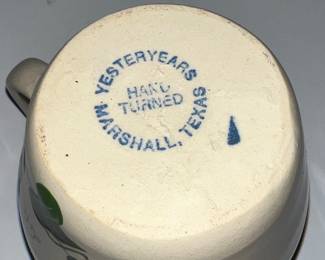 YESTERYEARS
HAND
TURNED
MARSHALL, TEXAS